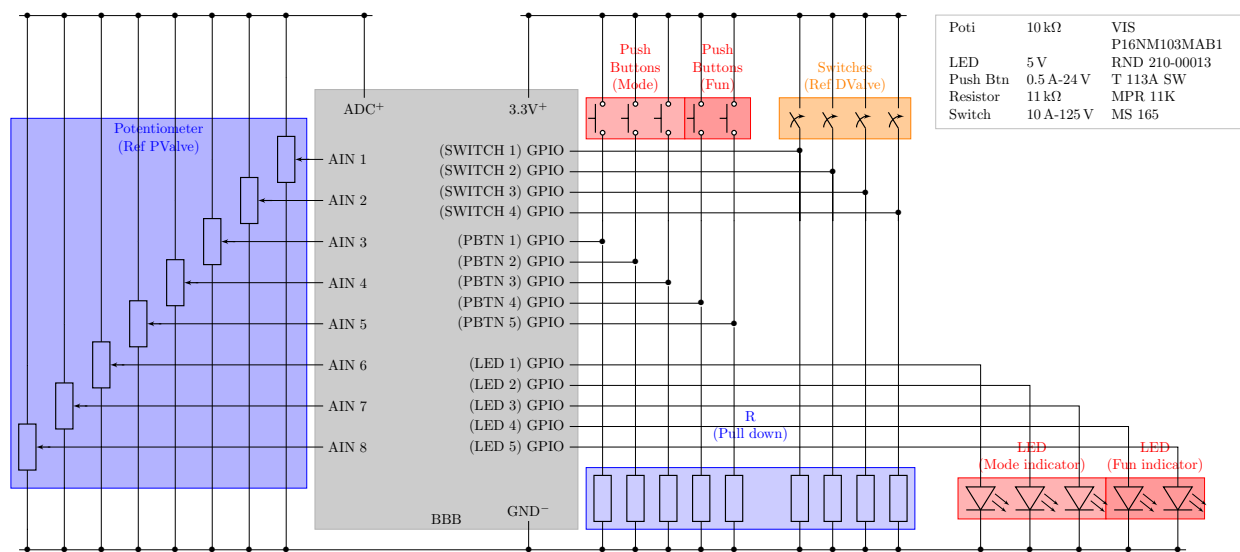 Poti 10 kΩ VIS
P16NM103MAB1
LED 5 V RND 210-00013
Push Btn 0.5 A-24 V T 113A SW
Resistor 11 kΩ MPR 11K
Switch 10 A-125 V MS 165
Push
Buttons
(Mode)
Push
Buttons
(Fun)
Switches
(Ref DValve)
ADC⁺
3.3V⁺
Potentiometer
(Ref PValve)
AIN 1
AIN 2
AIN 3
AIN 4
AIN 5
AIN 6
AIN 7
AIN 8
(SWITCH 1) GPIO
(SWITCH 2) GPIO
(SWITCH 3) GPIO
(SWITCH 4) GPIO
(PBTN 1) GPIO
(PBTN 2) GPIO
(PBTN 3) GPIO
(PBTN 4) GPIO
(PBTN 5) GPIO
(LED 1) GPIO
(LED 2) GPIO
(LED 3) GPIO
(LED 4) GPIO
(LED 5) GPIO
R
(Pull down)
LED
(Mode indicator)
LED
(Fun indicator)
GND⁻
BBB